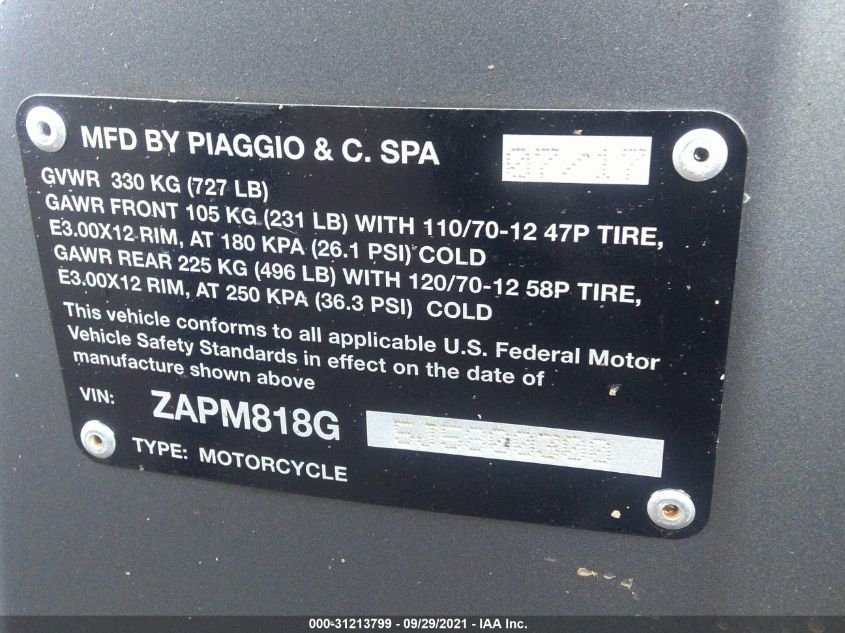 MFD BY PIAGGIO & C. SPA
07/17
GVWR 330 KG (727 LB)
GAWR FRONT 105 KG (231 LB) WITH 110/70-12 47P TIRE,
E3.00X12 RIM, AT 180 KPA (26.1 PSI) COLD
GAWR REAR 225 KG (496 LB) WITH 120/70-12 58P TIRE,
E3.00X12 RIM, AT 250 KPA (36.3 PSI) COLD
This vehicle conforms to all applicable U.S. Federal Motor
Vehicle Safety Standards in effect on the date of
manufacture shown above
VIN: ZAPM818G
TYPE: MOTORCYCLE
000-31213799 - 09/29/2021 - IAA Inc.